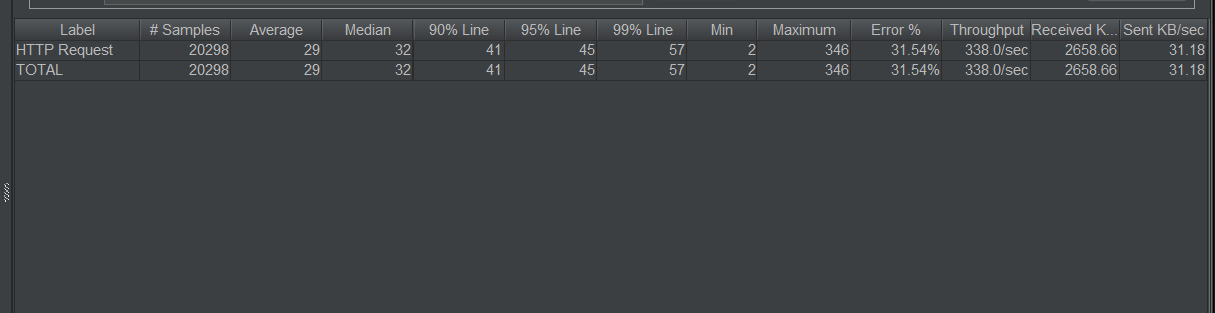 Label # Samples Average Median 90% Line 95% Line 99% Line Min Maximum Error % Throughput Received K... Sent KB/sec
HTTP Request 20298 29 32 41 45 57 2 346 31.54% 338.0/sec 2658.66 31.18
TOTAL 20298 29 32 41 45 57 2 346 31.54% 338.0/sec 2658.66 31.18